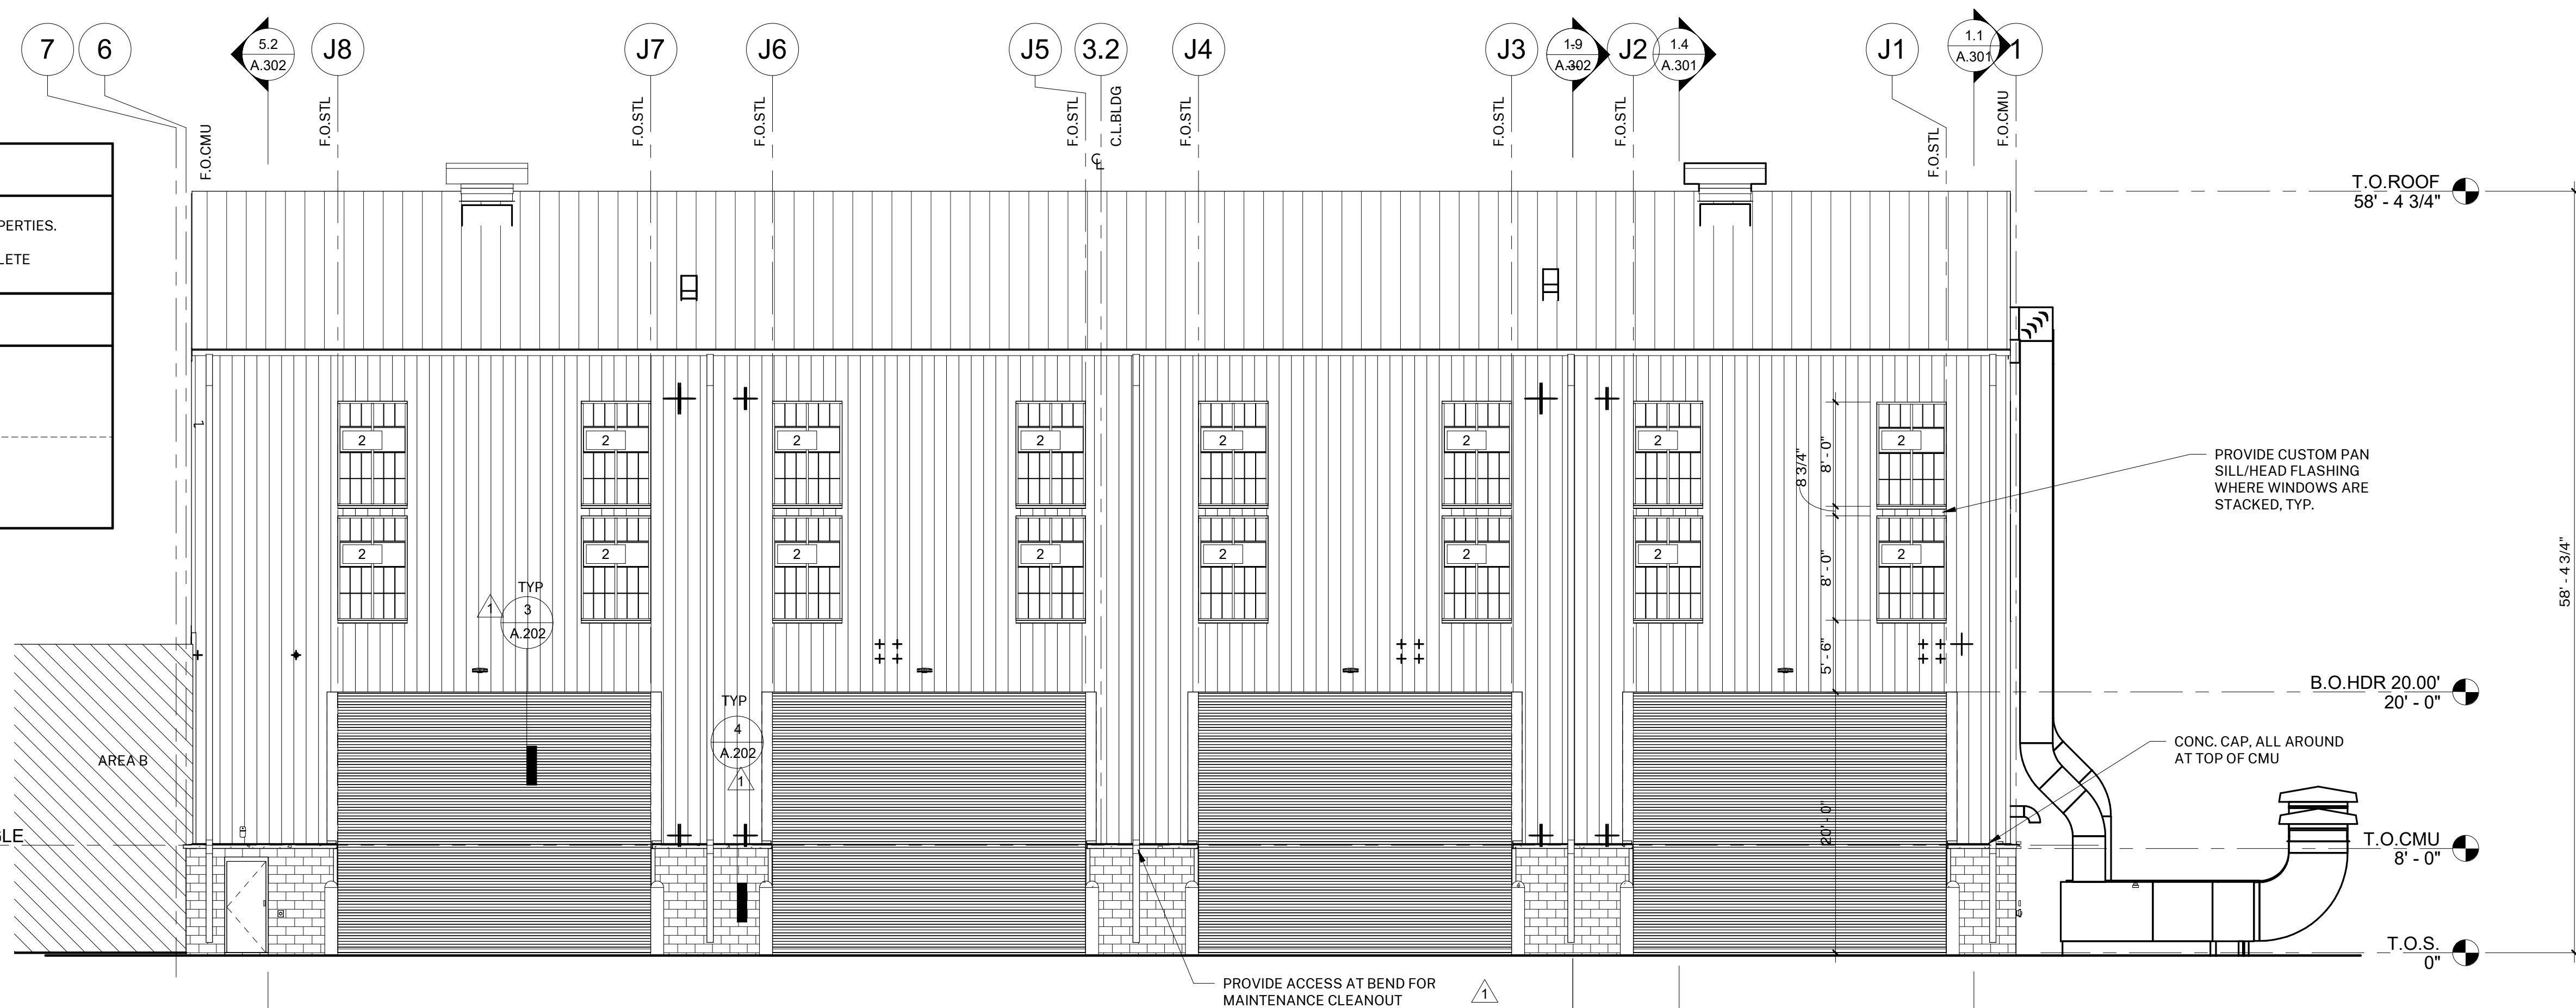 7
6
5.2
A.302
J8
J7
J6
J5
3.2
J4
J3
1.9
A.302
J2
1.4
A.301
J1
1.1
A.301
1
F.O.CMU
F.O.STL
F.O.STL
F.O.STL
F.O.STL
C.L.BLDG
F.O.STL
F.O.STL
F.O.STL
F.O.STL
F.O.CMU
T.O.ROOF
58' - 4 3/4"
PERTIES.
LETE
2
2
2
2
2
2
2
2
8 3/4"
8' - 0"
PROVIDE CUSTOM PAN
SILL/HEAD FLASHING
WHERE WINDOWS ARE
STACKED, TYP.
2
2
2
2
2
2
2
2
8' - 0"
58' - 4 3/4"
TYP
1
3
A.202
5' - 6"
B.O.HDR 20.00'
20' - 0"
TYP
4
A.202
1
AREA B
CONC. CAP, ALL AROUND
AT TOP OF CMU
20' - 0"
GLE
T.O.CMU
8' - 0"
T.O.S.
0"
PROVIDE ACCESS AT BEND FOR
MAINTENANCE CLEANOUT
1